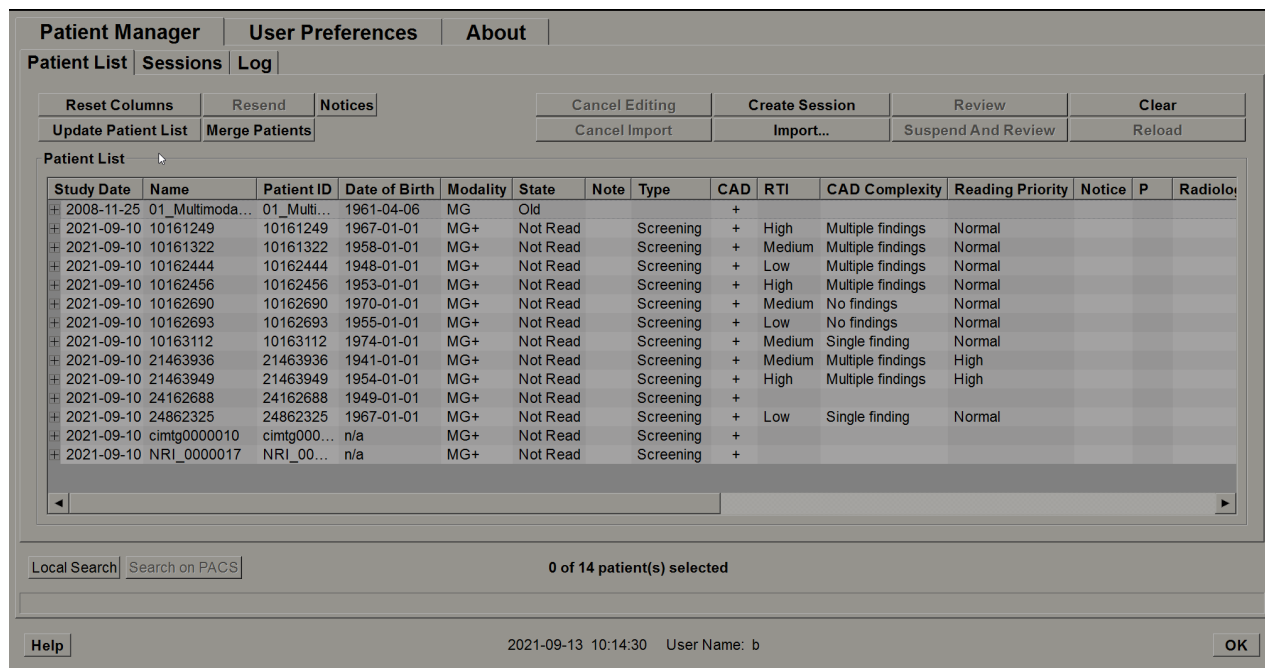 Patient Manager User Preferences About
Patient List Sessions Log
Reset Columns Resend Notices Cancel Editing Create Session Review Clear
Update Patient List Merge Patients Cancel Import Import... Suspend And Review Reload
Patient List
Study Date Name Patient ID Date of Birth Modality State Note Type CAD RTI CAD Complexity Reading Priority Notice P Radiolog
+ 2008-11-25 01_Multimoda... 01_Multi... 1961-04-06 MG Old +
+ 2021-09-10 10161249 10161249 1967-01-01 MG+ Not Read Screening + High Multiple findings Normal
+ 2021-09-10 10161322 10161322 1958-01-01 MG+ Not Read Screening + Medium Multiple findings Normal
+ 2021-09-10 10162444 10162444 1948-01-01 MG+ Not Read Screening + Low Multiple findings Normal
+ 2021-09-10 10162456 10162456 1953-01-01 MG+ Not Read Screening + High Multiple findings Normal
+ 2021-09-10 10162690 10162690 1970-01-01 MG+ Not Read Screening + Medium No findings Normal
+ 2021-09-10 10162693 10162693 1955-01-01 MG+ Not Read Screening + Low No findings Normal
+ 2021-09-10 10163112 10163112 1974-01-01 MG+ Not Read Screening + Medium Single finding Normal
+ 2021-09-10 21463936 21463936 1941-01-01 MG+ Not Read Screening + Medium Multiple findings High
+ 2021-09-10 21463949 21463949 1954-01-01 MG+ Not Read Screening + High Multiple findings High
+ 2021-09-10 24162688 24162688 1949-01-01 MG+ Not Read Screening +
+ 2021-09-10 24862325 24862325 1967-01-01 MG+ Not Read Screening + Low Single finding Normal
+ 2021-09-10 cimtg0000010 cimtg000... n/a MG+ Not Read Screening +
+ 2021-09-10 NRI_0000017 NRI_00... n/a MG+ Not Read Screening +
Local Search Search on PACS 0 of 14 patient(s) selected
Help 2021-09-13 10:14:30 User Name: b OK